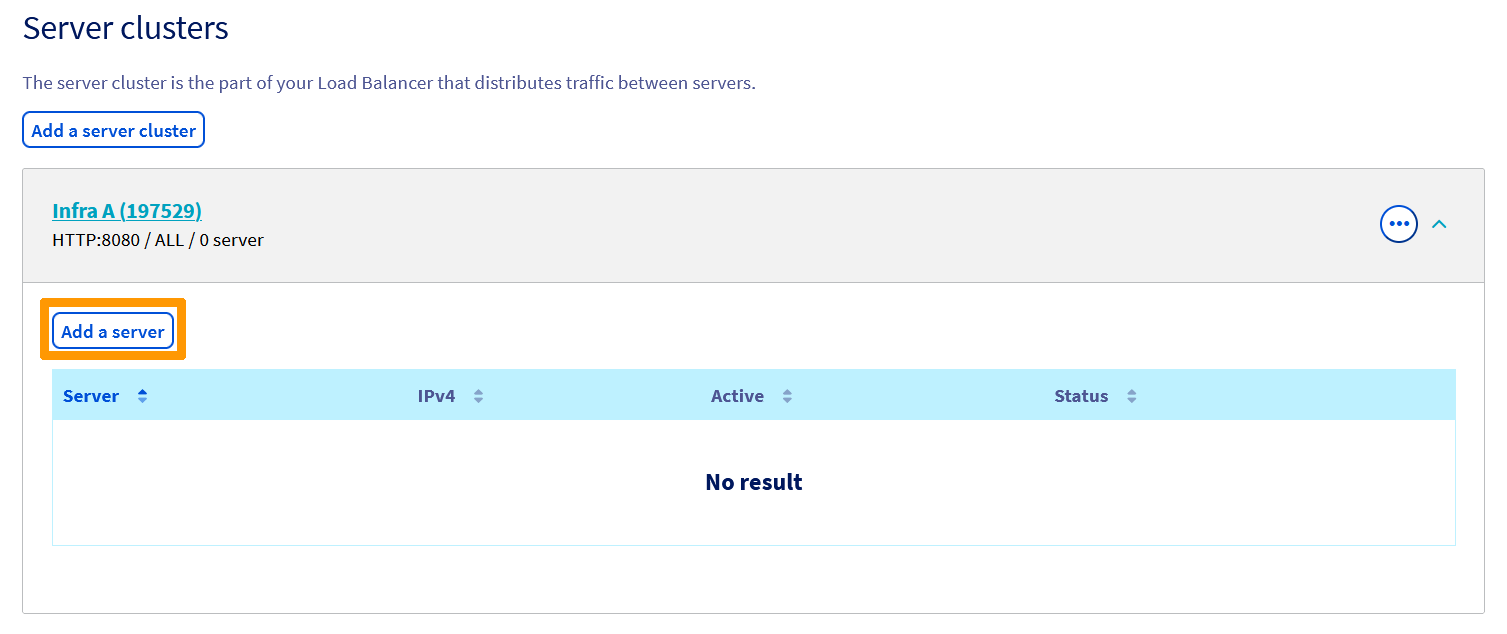 Server clusters
The server cluster is the part of your Load Balancer that distributes traffic between servers.
Add a server cluster
Infra A (197529)
HTTP:8080 / ALL / 0 server
Add a server
Server IPv4 Active Status
No result